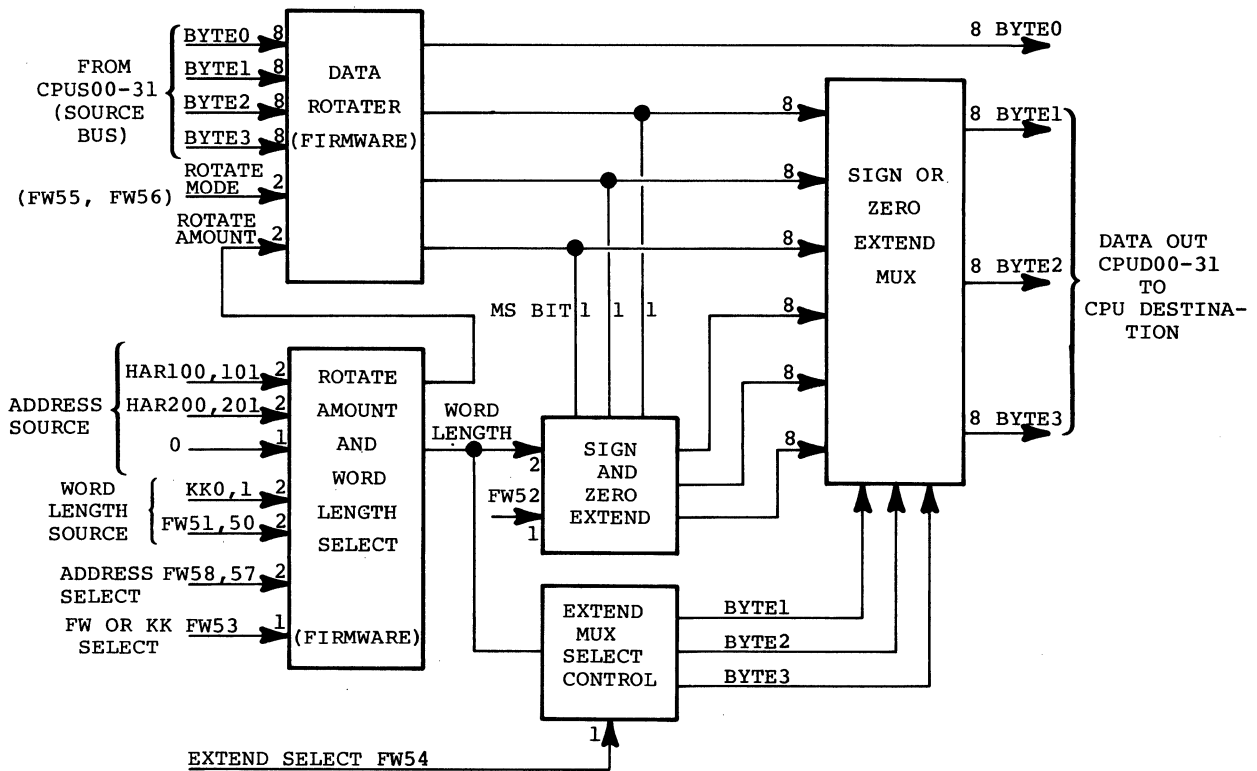 FROM
CPUS00-31
(SOURCE
BUS)
BYTE0 8
BYTE1 8
BYTE2 8
BYTE3 8
ROTATE
MODE 2
(FW55, FW56)
ROTATE
AMOUNT 2
DATA
ROTATER
(FIRMWARE)
8 BYTE0
8
8
8
8
8
8
SIGN OR
ZERO
EXTEND
MUX
8 BYTE1
8 BYTE2
8 BYTE3
DATA OUT
CPUD00-31
TO
CPU DESTINA-
TION
MS BIT 1 1 1
ADDRESS
SOURCE
HAR100,101 2
HAR200,201 2
0 1
WORD
LENGTH
SOURCE
KK0,1 2
FW51,50 2
ADDRESS FW58,57 2
SELECT
FW OR KK FW53 1
SELECT
ROTATE
AMOUNT
AND
WORD
LENGTH
SELECT
(FIRMWARE)
WORD
LENGTH
2
FW52
1
SIGN
AND
ZERO
EXTEND
EXTEND
MUX
SELECT
CONTROL
BYTE1
BYTE2
BYTE3
1
EXTEND SELECT FW54